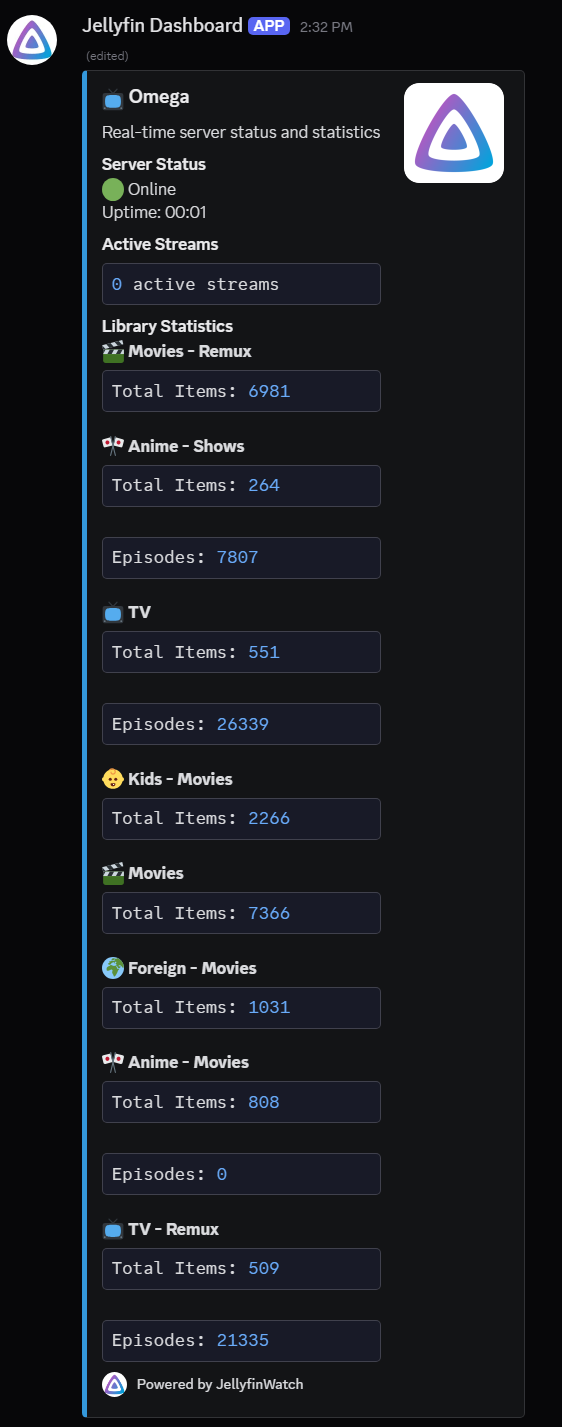 Jellyfin Dashboard APP 2:32 PM
(edited)
Omega
Real-time server status and statistics
Server Status
Online
Uptime: 00:01
Active Streams
0 active streams
Library Statistics
Movies - Remux
Total Items: 6981
Anime - Shows
Total Items: 264
Episodes: 7807
TV
Total Items: 551
Episodes: 26339
Kids - Movies
Total Items: 2266
Movies
Total Items: 7366
Foreign - Movies
Total Items: 1031
Anime - Movies
Total Items: 808
Episodes: 0
TV - Remux
Total Items: 509
Episodes: 21335
Powered by JellyfinWatch